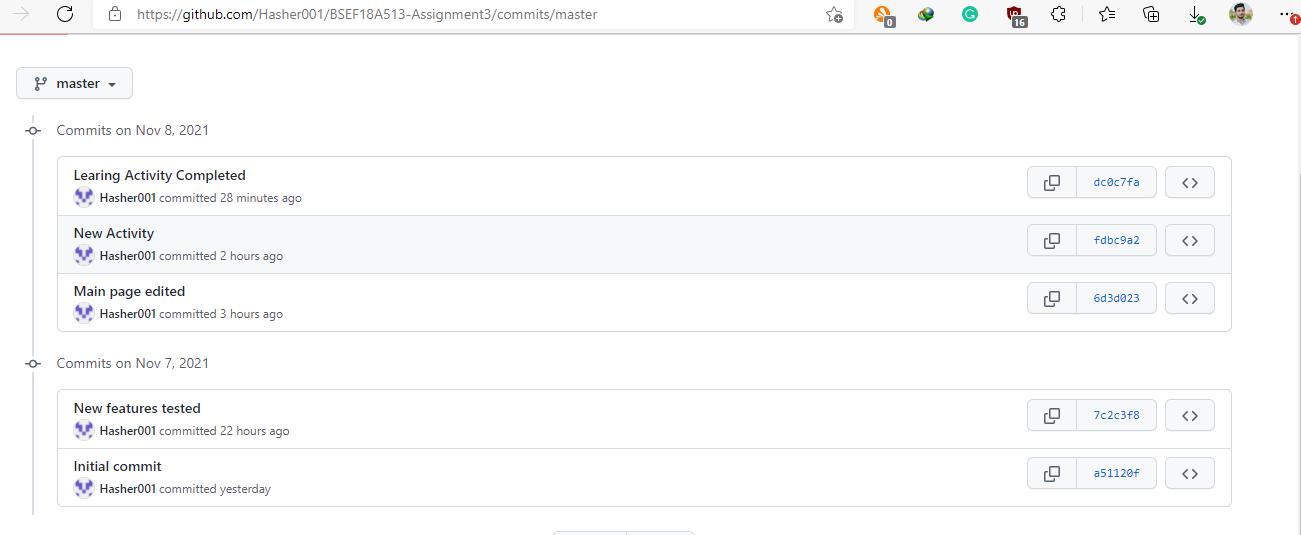 https://github.com/Hasher001/BSEF18A513-Assignment3/commits/master
0
16
master
Commits on Nov 8, 2021
Learing Activity Completed
dc0c7fa
Hasher001 committed 28 minutes ago
New Activity
fdbc9a2
Hasher001 committed 2 hours ago
Main page edited
6d3d023
Hasher001 committed 3 hours ago
Commits on Nov 7, 2021
New features tested
7c2c3f8
Hasher001 committed 22 hours ago
Initial commit
a51120f
Hasher001 committed yesterday